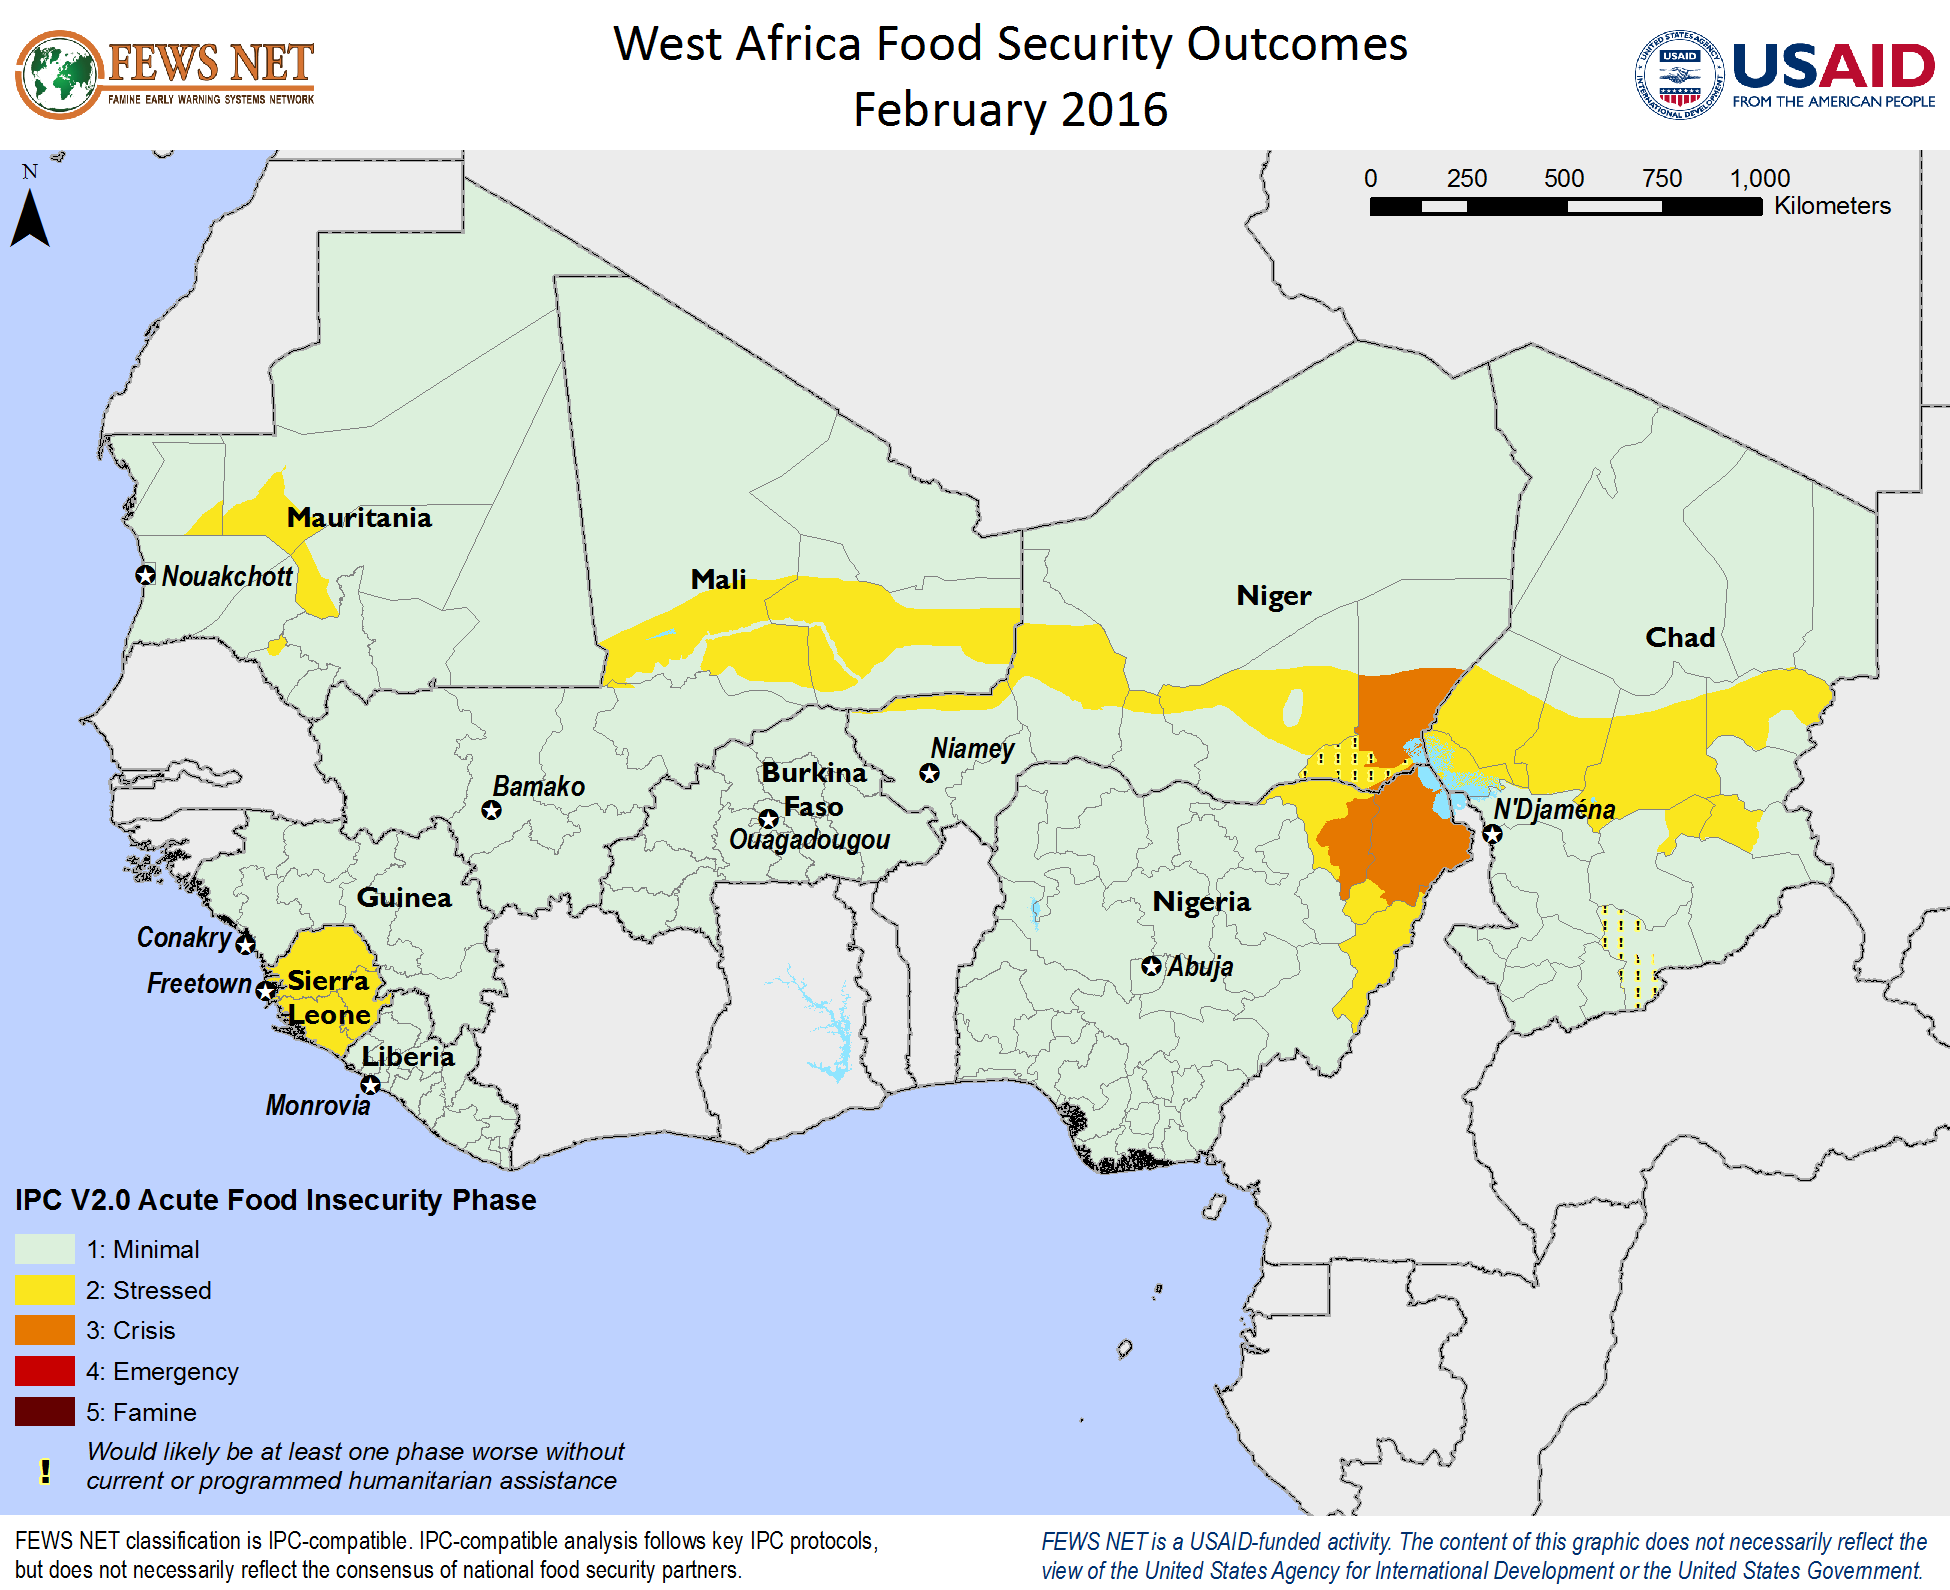 FEWS NET
FAMINE EARLY WARNING SYSTEMS NETWORK
West Africa Food Security Outcomes
February 2016
UNITED STATES AGENCY
INTERNATIONAL DEVELOPMENT
USAID
USAID
FROM THE AMERICAN PEOPLE
N
0 250 500 750 1,000
Kilometers
Mauritania
Nouakchott
Mali
Niger
Chad
Niamey
Bamako
Burkina
Faso
Ouagadougou
N'Djaména
Guinea
Nigeria
Conakry
Abuja
Freetown
Sierra
Leone
Liberia
Monrovia
IPC V2.0 Acute Food Insecurity Phase
1: Minimal
2: Stressed
3: Crisis
4: Emergency
5: Famine
! Would likely be at least one phase worse without
current or programmed humanitarian assistance
FEWS NET classification is IPC-compatible. IPC-compatible analysis follows key IPC protocols,
but does not necessarily reflect the consensus of national food security partners.
FEWS NET is a USAID-funded activity. The content of this graphic does not necessarily reflect the
view of the United States Agency for International Development or the United States Government.